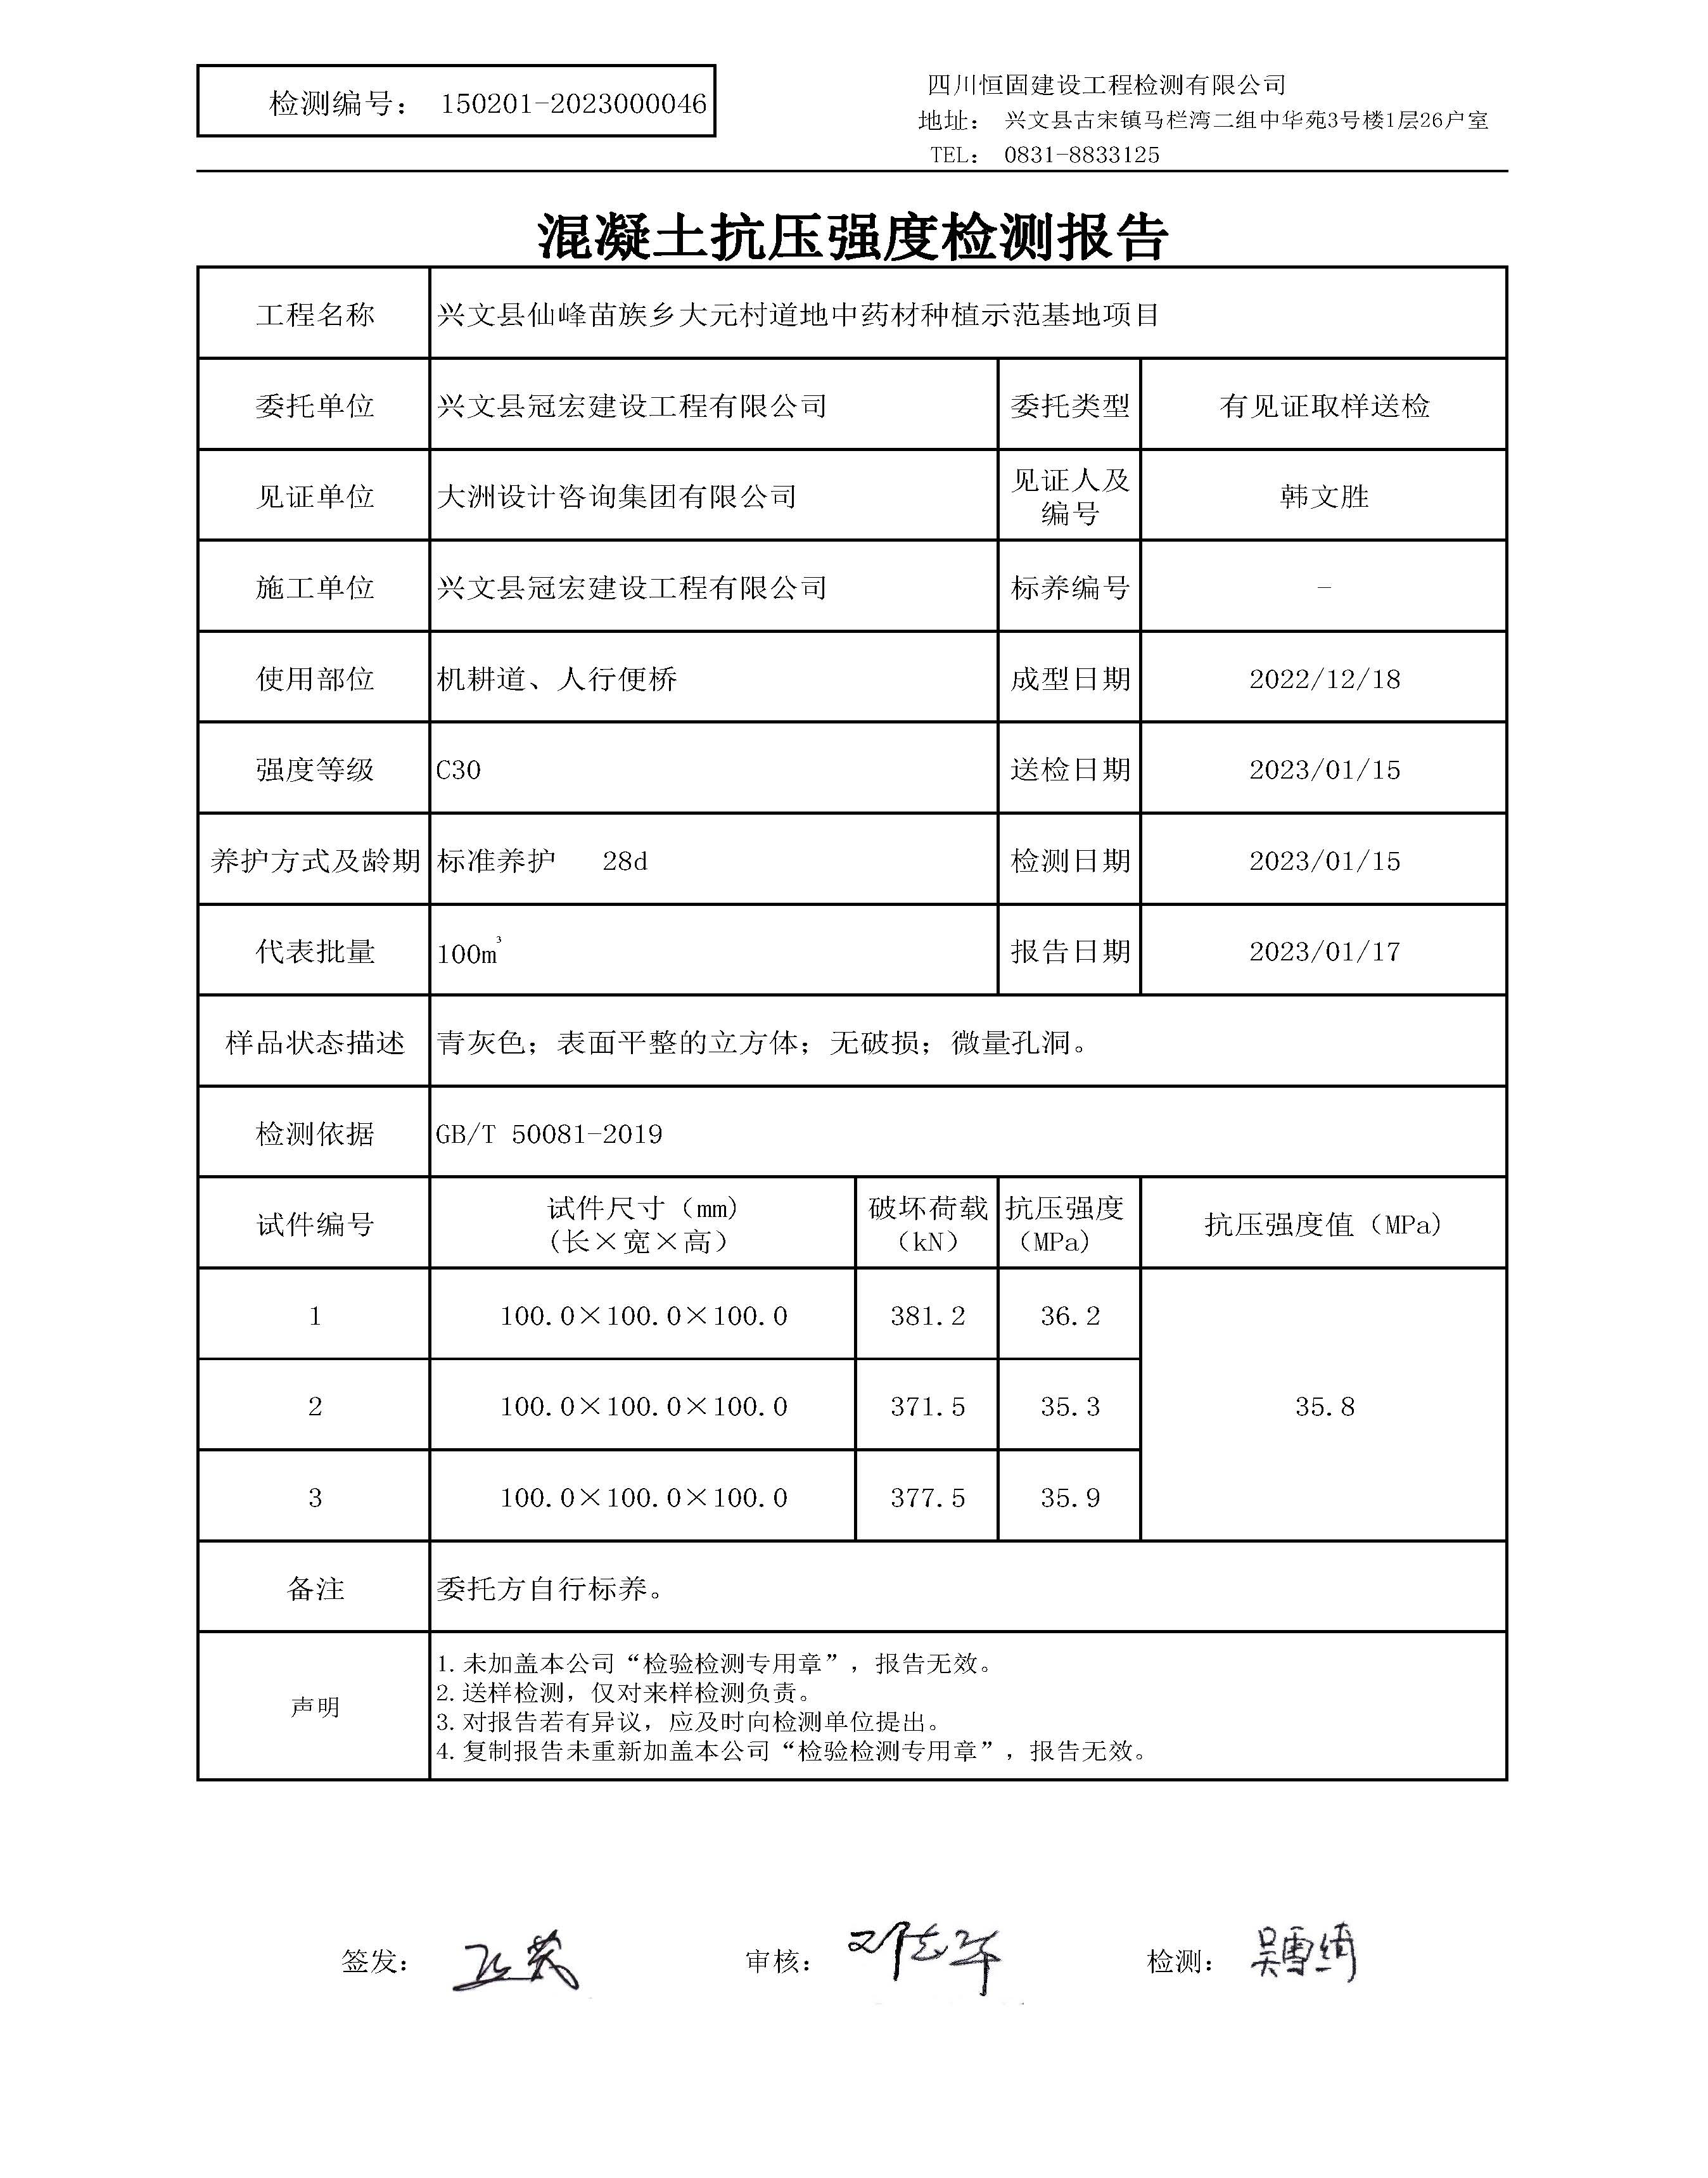 检测编号： 150201-2023000046
四川恒固建设工程检测有限公司
地址： 兴文县古宋镇马栏湾二组中华苑3号楼1层26户室
TEL： 0831-8833125
混凝土抗压强度检测报告
工程名称 兴文县仙峰苗族乡大元村道地中药材种植示范基地项目
委托单位 兴文县冠宏建设工程有限公司 委托类型 有见证取样送检
见证单位 大洲设计咨询集团有限公司 见证人及编号 韩文胜
施工单位 兴文县冠宏建设工程有限公司 标养编号 -
使用部位 机耕道、人行便桥 成型日期 2022/12/18
强度等级 C30 送检日期 2023/01/15
养护方式及龄期 标准养护 28d 检测日期 2023/01/15
代表批量 100m³ 报告日期 2023/01/17
样品状态描述 青灰色；表面平整的立方体；无破损；微量孔洞。
检测依据 GB/T 50081-2019
试件编号 试件尺寸（mm)(长×宽×高） 破坏荷载（kN） 抗压强度（MPa) 抗压强度值（MPa)
1 100.0×100.0×100.0 381.2 36.2
2 100.0×100.0×100.0 371.5 35.3 35.8
3 100.0×100.0×100.0 377.5 35.9
备注 委托方自行标养。
声明
1.未加盖本公司“检验检测专用章”，报告无效。
2.送样检测，仅对来样检测负责。
3.对报告若有异议，应及时向检测单位提出。
4.复制报告未重新加盖本公司“检验检测专用章”，报告无效。
签发： 审核： 检测： 吴雪绮